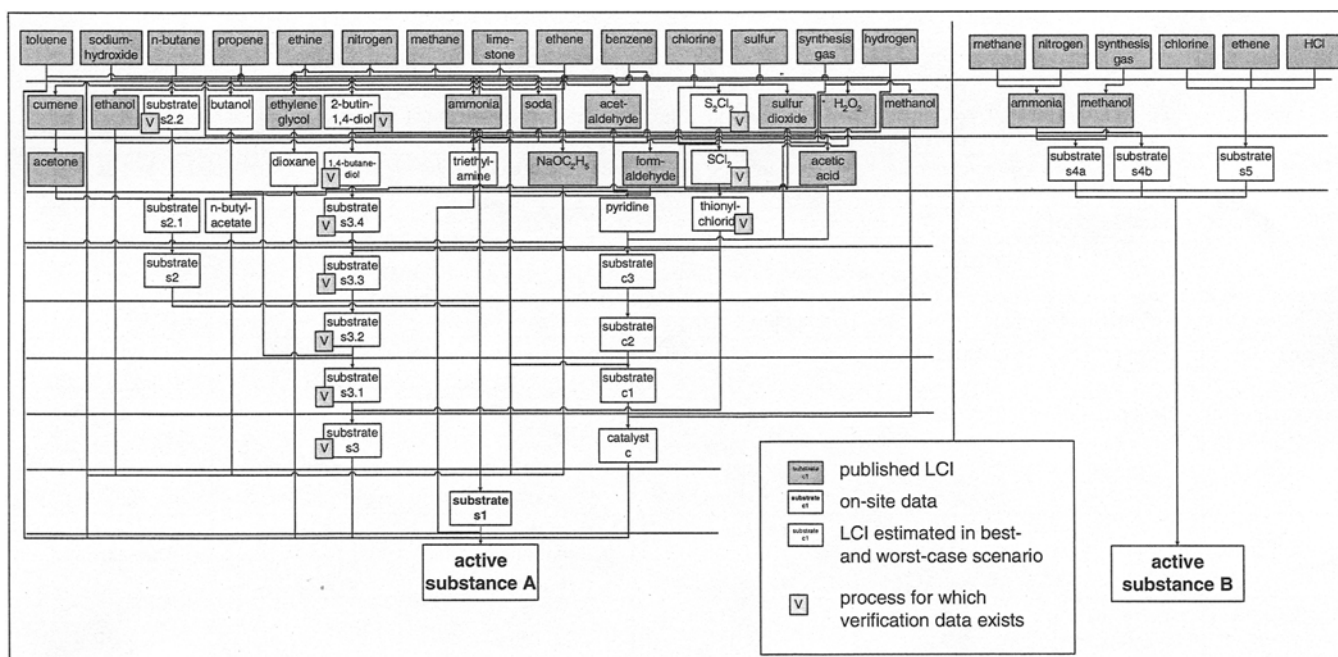 toluene
sodium-
hydroxide
n-butane
propene
ethine
nitrogen
methane
lime-
stone
ethene
benzene
chlorine
sulfur
synthesis
gas
hydrogen
methane
nitrogen
synthesis
gas
chlorine
ethene
HCl
cumene
ethanol
substrate
s2.2
V
butanol
ethylene
glycol
2-butin-
1,4-diol
V
ammonia
soda
acet-
aldehyde
S2Cl2
V
sulfur
dioxide
H2O2
methanol
ammonia
methanol
acetone
dioxane
1,4-butane-
diol
V
triethyl-
amine
NaOC2H5
form-
aldehyde
SCl2
V
acetic
acid
substrate
s4a
substrate
s4b
substrate
s5
substrate
s2.1
n-butyl-
acetate
substrate
s3.4
V
pyridine
thionyl-
chlorid
V
substrate
s2
substrate
s3.3
V
substrate
c3
substrate
s3.2
V
substrate
c2
substrate
s3.1
V
substrate
c1
substrate
s3
V
catalyst
c
substrate
s1
active
substance A
active
substance B
substrate
c1
published LCI
substrate
c1
on-site data
substrate
c1
LCI estimated in best-
and worst-case scenario
V
process for which
verification data exists